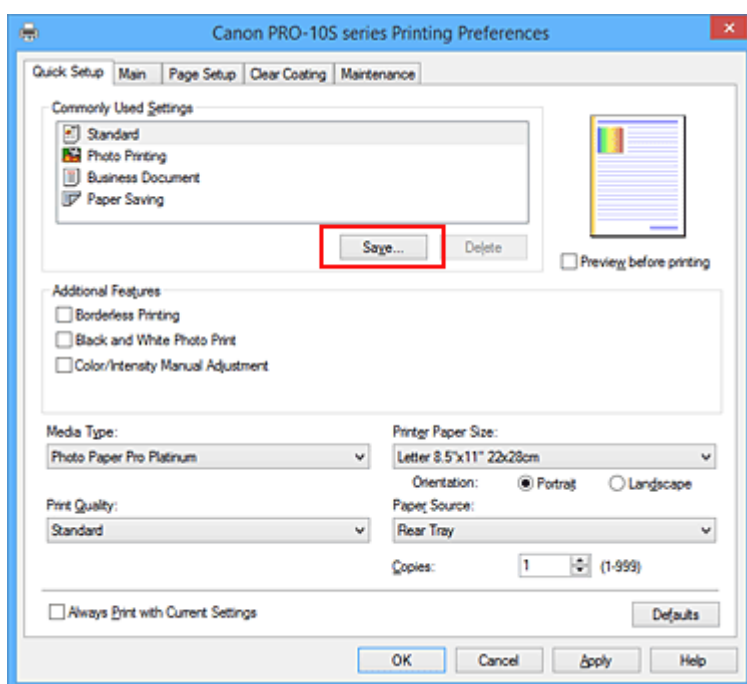 Canon PRO-10S series Printing Preferences
Quick Setup Main Page Setup Clear Coating Maintenance
Commonly Used Settings
Standard
Photo Printing
Business Document
Paper Saving
Save... Delete
Preview before printing
Additional Features
Borderless Printing
Black and White Photo Print
Color/Intensity Manual Adjustment
Media Type: Printer Paper Size:
Photo Paper Pro Platinum Letter 8.5"x11" 22x28cm
Orientation: Portrait Landscape
Print Quality: Paper Source:
Standard Rear Tray
Copies: 1 (1-999)
Always Print with Current Settings Defaults
OK Cancel Apply Help